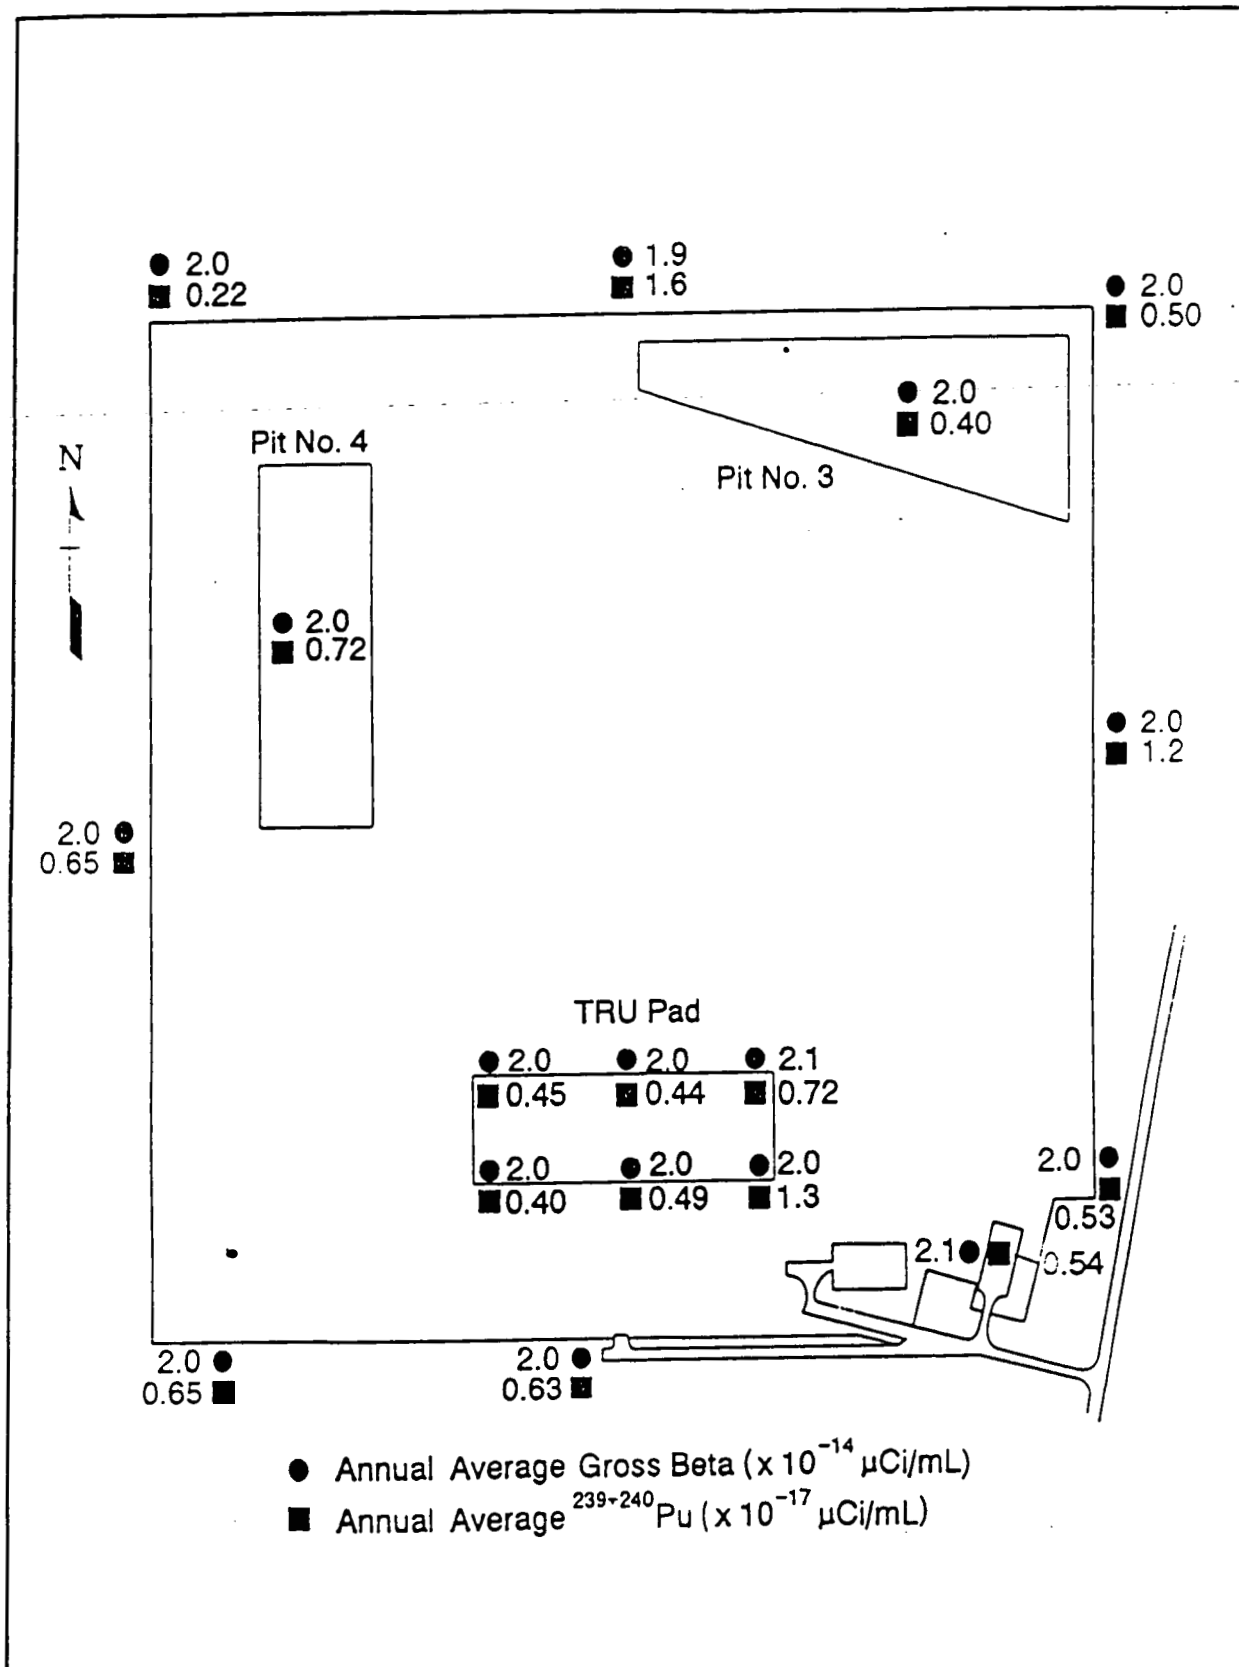 2.0
0.22
1.9
1.6
2.0
0.50
2.0
0.40
Pit No. 3
N
Pit No. 4
2.0
0.72
2.0
1.2
2.0
0.65
TRU Pad
2.0 2.0 2.1
0.45 0.44 0.72
2.0 2.0 2.0
0.40 0.49 1.3
2.0
0.53
2.1 0.54
2.0
0.65
2.0
0.63
● Annual Average Gross Beta (x 10⁻¹⁴ µCi/mL)
■ Annual Average ²³⁹⁺²⁴⁰Pu (x 10⁻¹⁷ µCi/mL)